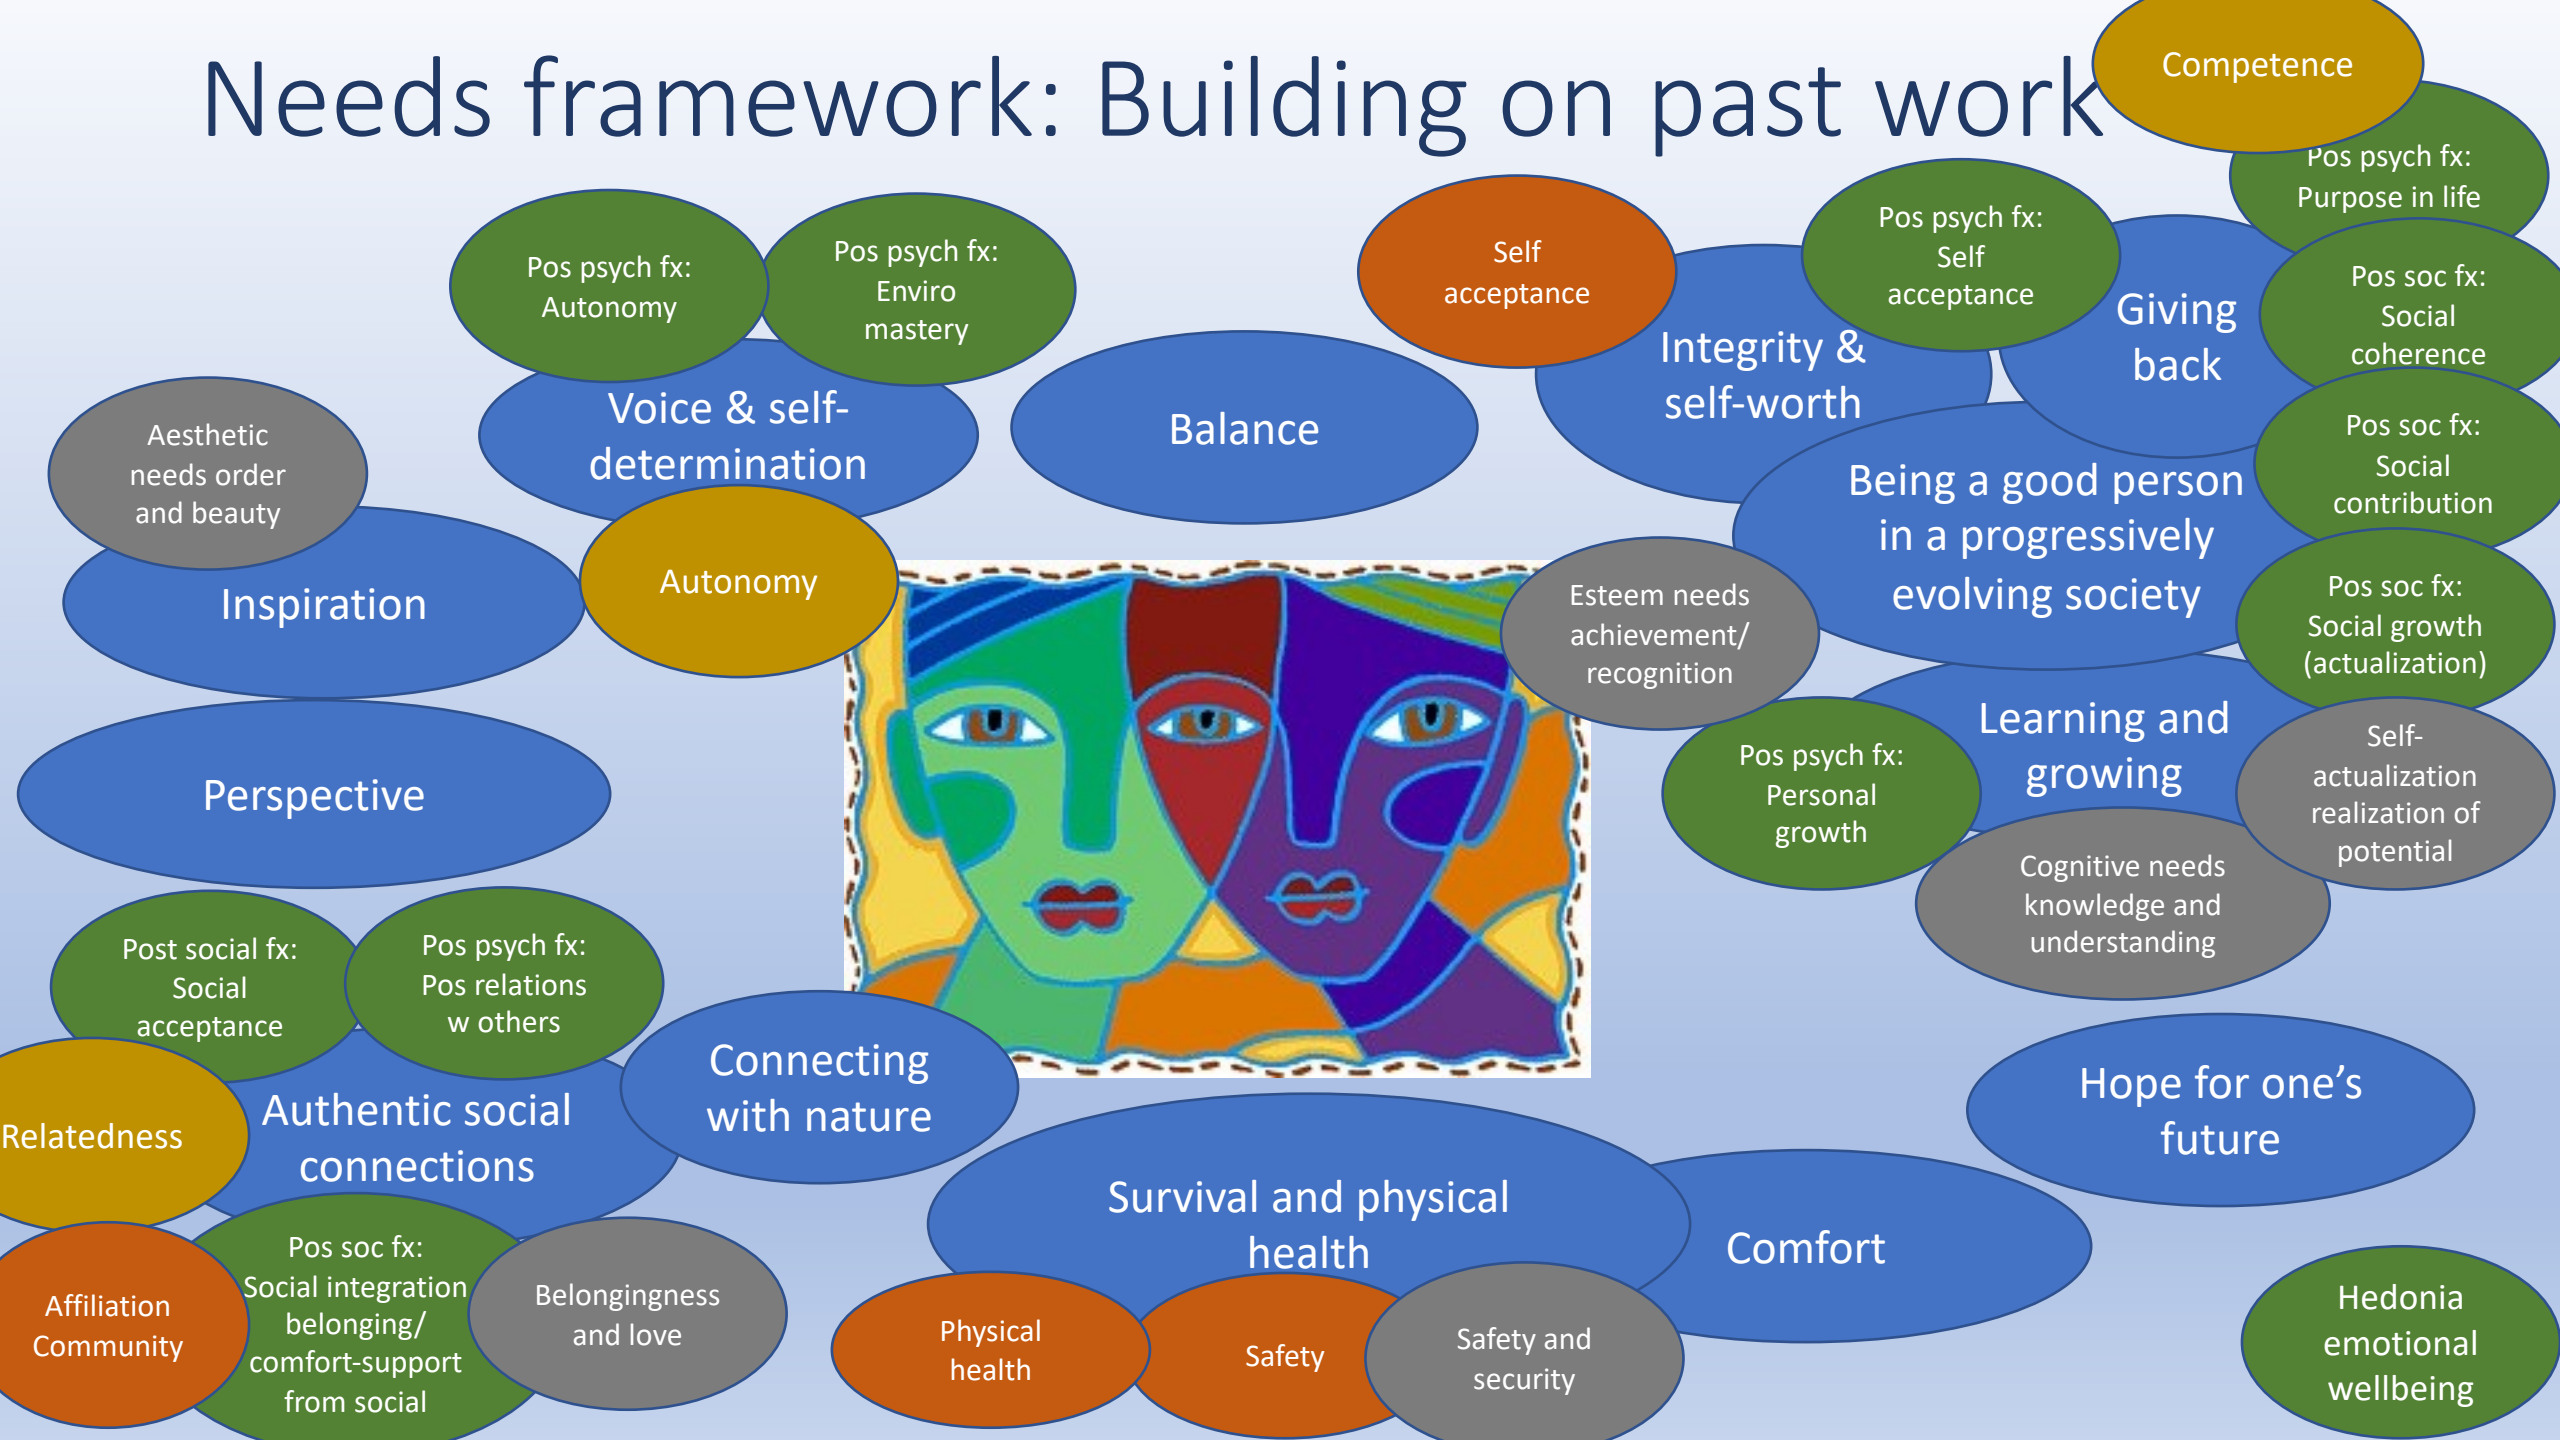 Needs framework: Building on past work
Competence
Pos psych fx:
Purpose in life
Pos psych fx:
Autonomy
Pos psych fx:
Enviro
mastery
Self
acceptance
Pos psych fx:
Self
acceptance
Giving
back
Pos soc fx:
Social
coherence
Integrity &
self-worth
Voice & self-
determination
Balance
Aesthetic
needs order
and beauty
Pos soc fx:
Social
contribution
Being a good person
in a progressively
evolving society
Inspiration
Autonomy
Esteem needs
achievement/
recognition
Pos soc fx:
Social growth
(actualization)
Learning and
growing
Self-
actualization
realization of
potential
Pos psych fx:
Personal
growth
Perspective
Cognitive needs
knowledge and
understanding
Post social fx:
Social
acceptance
Pos psych fx:
Pos relations
w others
Connecting
with nature
Hope for one’s
future
Relatedness
Authentic social
connections
Survival and physical
health
Comfort
Affiliation
Community
Pos soc fx:
Social integration
belonging/
comfort-support
from social
Belongingness
and love
Physical
health
Safety
Safety and
security
Hedonia
emotional
wellbeing